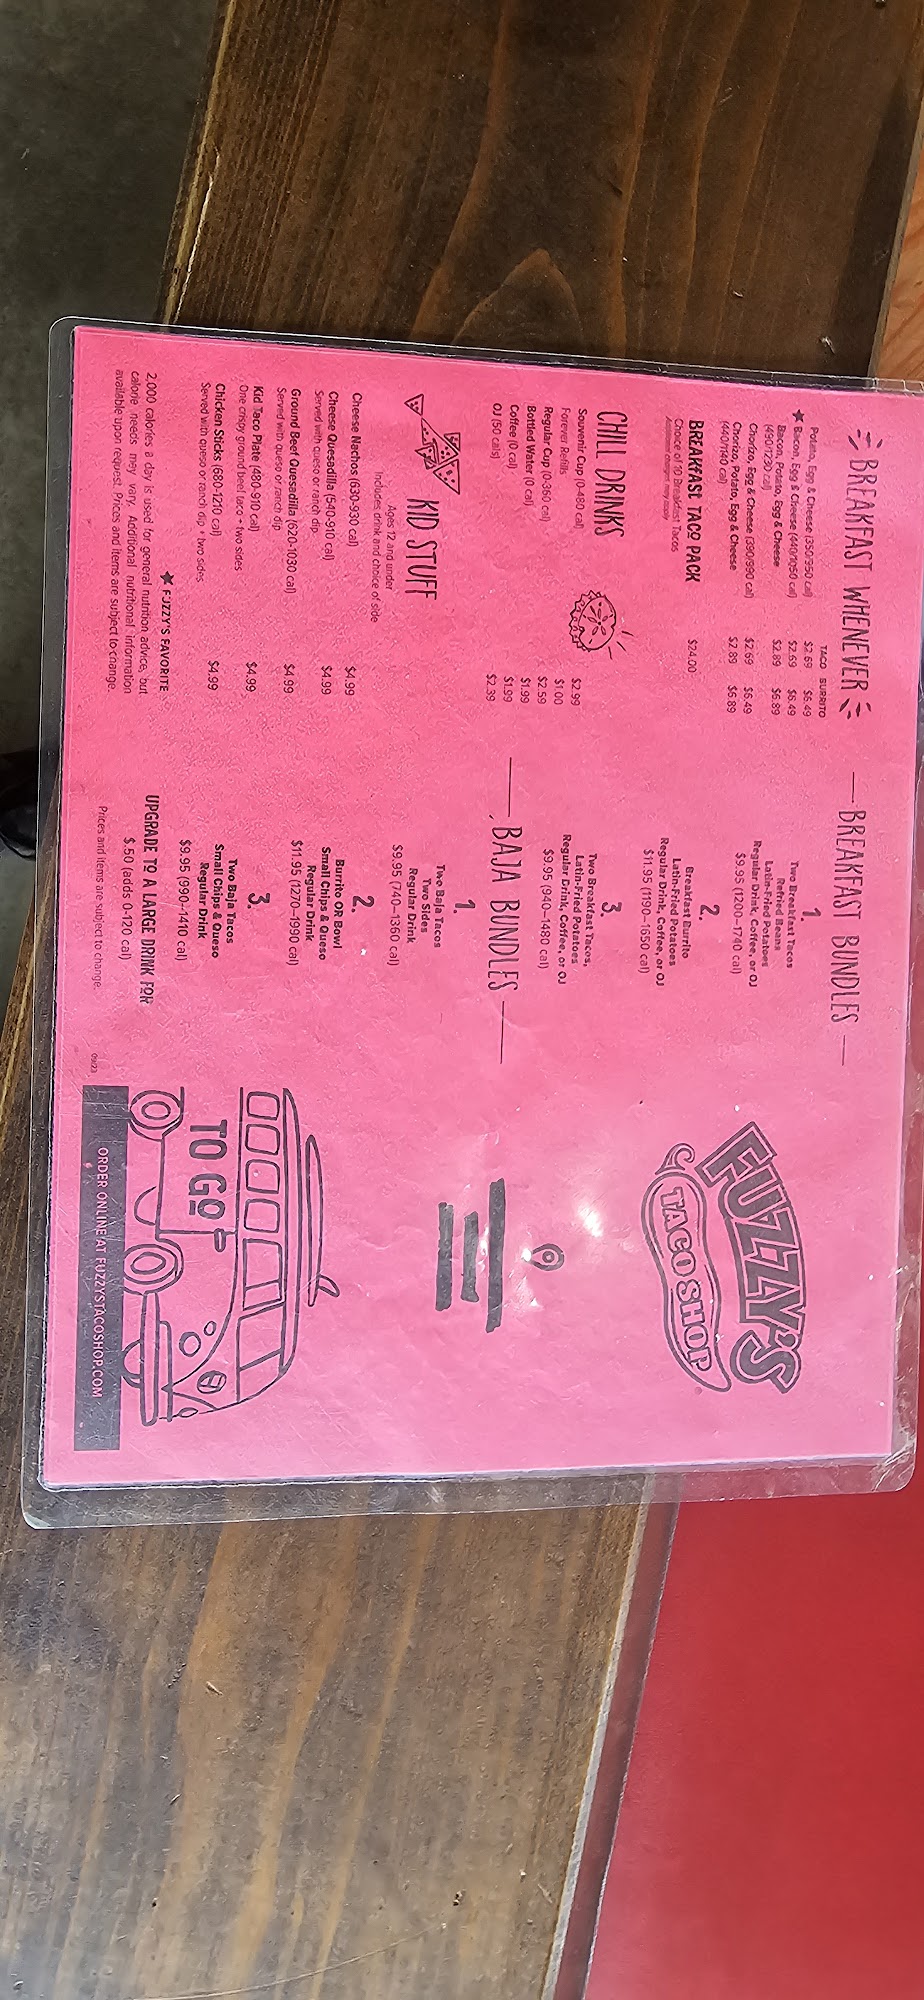 BREAKFAST WHENEVER
TACO BURRITO
Potato, Egg & Cheese (350/950 cal) $2.69 $6.49
★ Bacon, Egg & Cheese (440/1050 cal) $2.69 $6.49
Bacon, Potato, Egg & Cheese $2.89 $6.89
(490/1230 cal)
Chorizo, Egg & Cheese (390/990 cal) $2.69 $6.49
Chorizo, Potato, Egg & Cheese $2.89 $6.89
(440/1140 cal)
BREAKFAST TACO PACK $24.00
Choice of 10 Breakfast Tacos
CHILL DRINKS
Souvenir Cup (0-480 cal) $2.99
Forever Refills $1.00
Regular Cup (0-360 cal) $2.59
Bottled Water (0 cal) $1.99
Coffee (0 cal) $1.99
OJ (50 cals) $2.39
KID STUFF
Ages 12 and under
Includes drink and choice of side
Cheese Nachos (630-930 cal) $4.99
Cheese Quesadilla (540-910 cal) $4.99
Served with queso or ranch dip
Ground Beef Quesadilla (620-1030 cal) $4.99
Served with queso or ranch dip
Kid Taco Plate (480-910 cal) $4.99
One crispy ground beef taco + two sides
Chicken Sticks (680-1210 cal) $4.99
Served with queso or ranch dip + two sides
★ FUZZY'S FAVORITE
2,000 calories a day is used for general nutrition advice, but
calorie needs may vary. Additional nutritional information
available upon request. Prices and items are subject to change.
BREAKFAST BUNDLES
1.
Two Breakfast Tacos
Refried Beans
Latin-Fried Potatoes
Regular Drink, Coffee, or OJ
$9.95 (1200-1740 cal)
2.
Breakfast Burrito
Latin-Fried Potatoes
Regular Drink, Coffee, or OJ
$11.95 (1190-1650 cal)
3.
Two Breakfast Tacos,
Latin-Fried Potatoes
Regular Drink, Coffee, or OJ
$9.95 (940-1480 cal)
BAJA BUNDLES
1.
Two Baja Tacos
Two Sides
Regular Drink
$9.95 (740-1360 cal)
2.
Burrito OR Bowl
Small Chips & Queso
Regular Drink
$11.95 (1270-1990 cal)
3.
Two Baja Tacos
Small Chips & Queso
Regular Drink
$9.95 (990-1410 cal)
UPGRADE TO A LARGE DRINK FOR
$.50 (adds 0-120 cal)
Prices and items are subject to change.
09/23
FUZZY'S
TACO SHOP®
TO GO
ORDER ONLINE AT FUZZYSTACOSHOP.COM